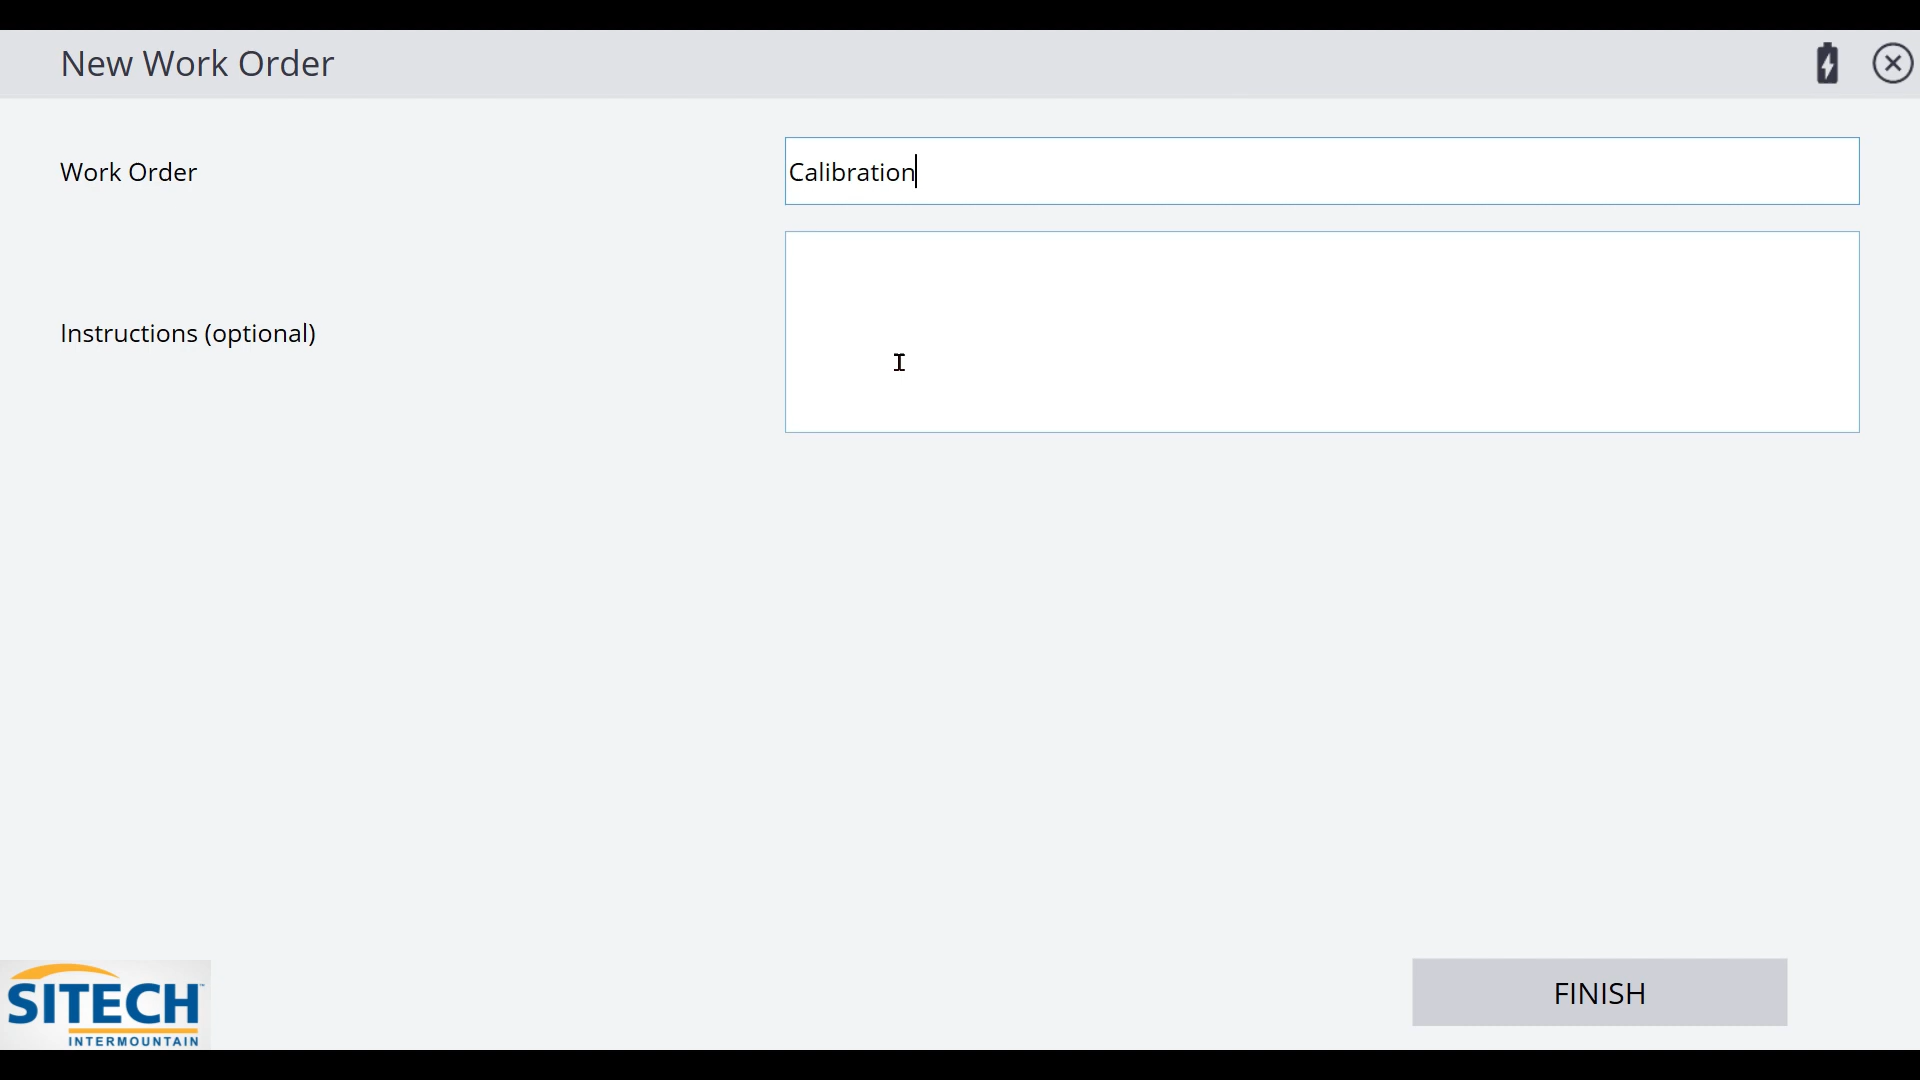 New Work Order
Work Order
Calibration
Instructions (optional)
SITECH
INTERMOUNTAIN
FINISH